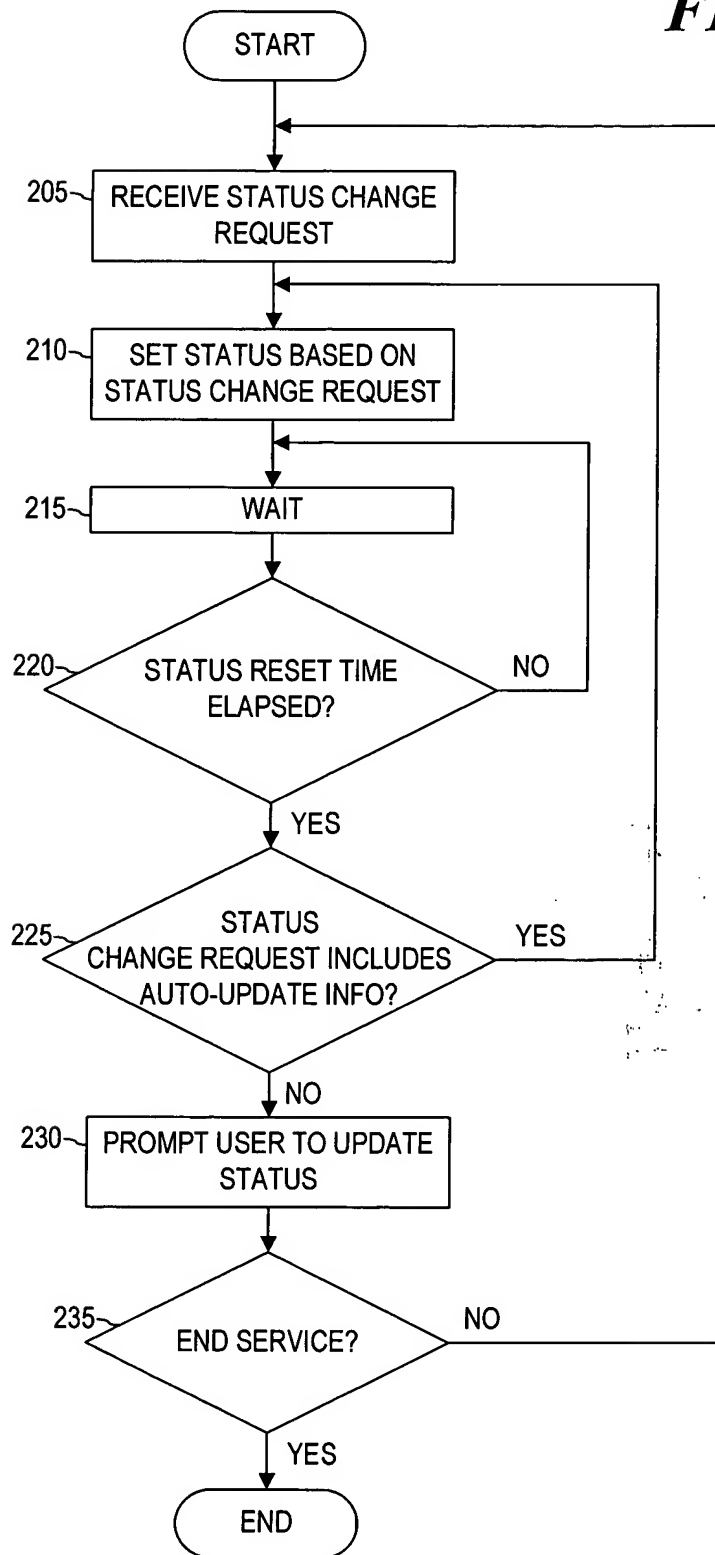 START
205
RECEIVE STATUS CHANGE
REQUEST
210
SET STATUS BASED ON
STATUS CHANGE REQUEST
215
WAIT
220
STATUS RESET TIME
ELAPSED?
NO
YES
225
STATUS
CHANGE REQUEST INCLUDES
AUTO-UPDATE INFO?
YES
NO
230
PROMPT USER TO UPDATE
STATUS
235
END SERVICE?
NO
YES
END